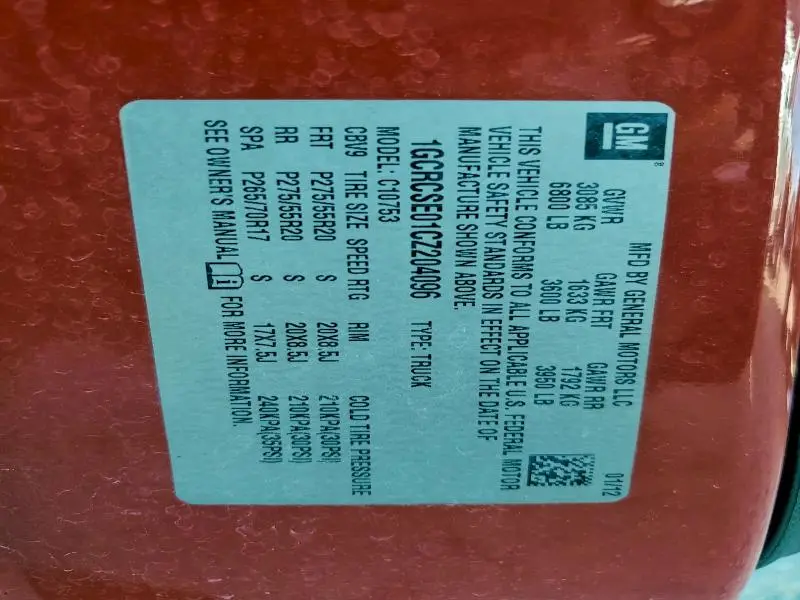 GM
®
MFD BY GENERAL MOTORS LLC 01/12
GVWR GAWR FRT GAWR RR
3085 KG 1633 KG 1792 KG
6800 LB 3600 LB 3950 LB
THIS VEHICLE CONFORMS TO ALL APPLICABLE U.S. FEDERAL MOTOR
VEHICLE SAFETY STANDARDS IN EFFECT ON THE DATE OF
MANUFACTURE SHOWN ABOVE.
1GCRCSE01CZ204096 TYPE: TRUCK
MODEL: C10753
CBV9 TIRE SIZE SPEED RTG RIM COLD TIRE PRESSURE
FRT P275/55R20 S 20X8.5J 210KPA(30PSI)
RR P275/55R20 S 20X8.5J 210KPA(30PSI)
SPA P265/70R17 S 17X7.5J 240KPA(35PSI)
SEE OWNER'S MANUAL FOR MORE INFORMATION.